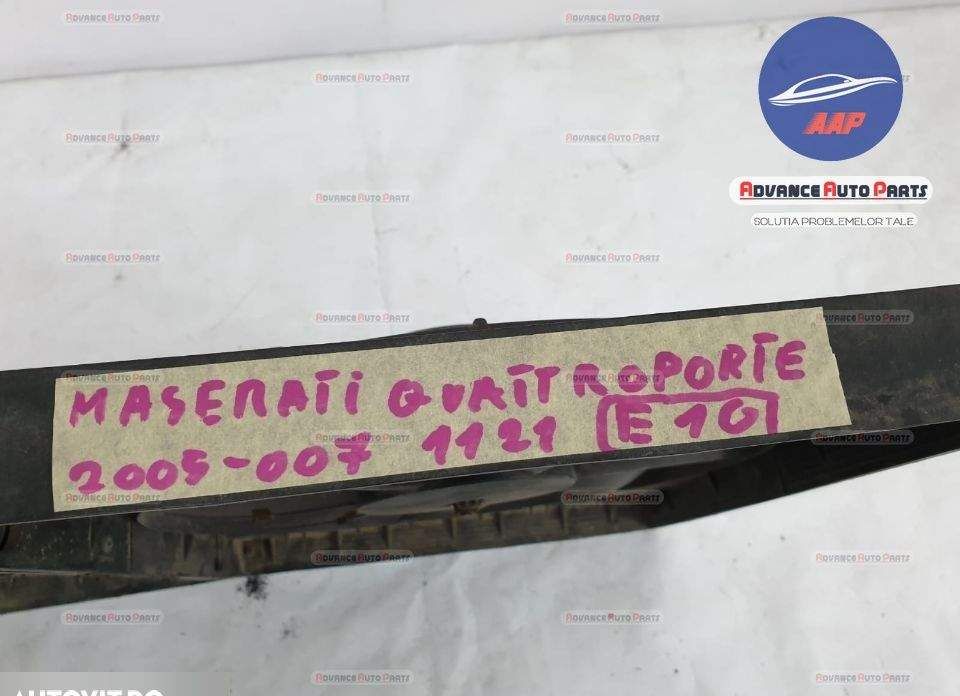 AAP
ADVANCE AUTO PARTS
SOLUTIA PROBLEMELOR TALE
MASERATI QUATTROPORTE
2005-007 1121 E10
AUTOVIT.RO